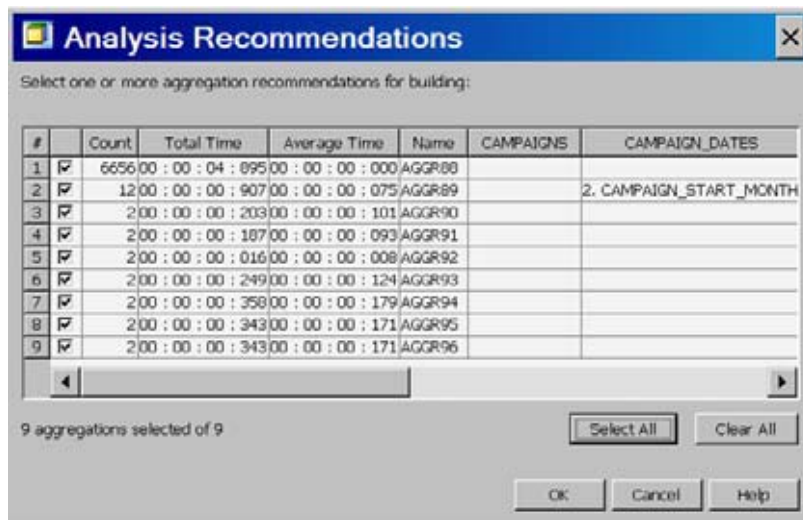 Analysis Recommendations
Select one or more aggregation recommendations for building:
# Count Total Time Average Time Name CAMPAIGNS CAMPAIGN_DATES
1 6656 00 : 00 : 04 : 895 00 : 00 : 00 : 000 AGGR88
2 12 00 : 00 : 00 : 907 00 : 00 : 00 : 075 AGGR89 2. CAMPAIGN_START_MONTH
3 2 00 : 00 : 00 : 203 00 : 00 : 00 : 101 AGGR90
4 2 00 : 00 : 00 : 187 00 : 00 : 00 : 093 AGGR91
5 2 00 : 00 : 00 : 016 00 : 00 : 00 : 008 AGGR92
6 2 00 : 00 : 00 : 249 00 : 00 : 00 : 124 AGGR93
7 2 00 : 00 : 00 : 358 00 : 00 : 00 : 179 AGGR94
8 2 00 : 00 : 00 : 343 00 : 00 : 00 : 171 AGGR95
9 2 00 : 00 : 00 : 343 00 : 00 : 00 : 171 AGGR96
9 aggregations selected of 9 Select All Clear All
OK Cancel Help